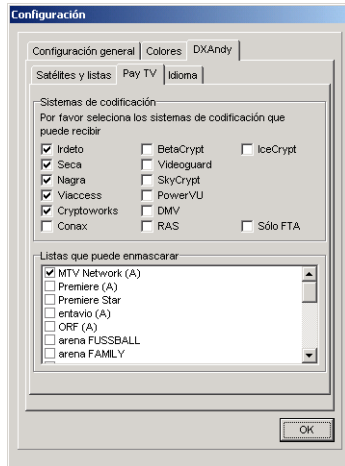 Configuración
Configuración general Colores DXAndy
Satélites y listas Pay TV Idioma
Sistemas de codificación
Por favor seleciona los sistemas de codificación que
puede recibir
Irdeto BetaCrypt IceCrypt
Seca Videoguard
Nagra SkyCrypt
Viaccess PowerVU
Cryptoworks DMV
Conax RAS Sólo FTA
Listas que puede enmascarar
MTV Network (A)
Premiere (A)
Premiere Star
entavio (A)
ORF (A)
arena FUSSBALL
arena FAMILY
OK